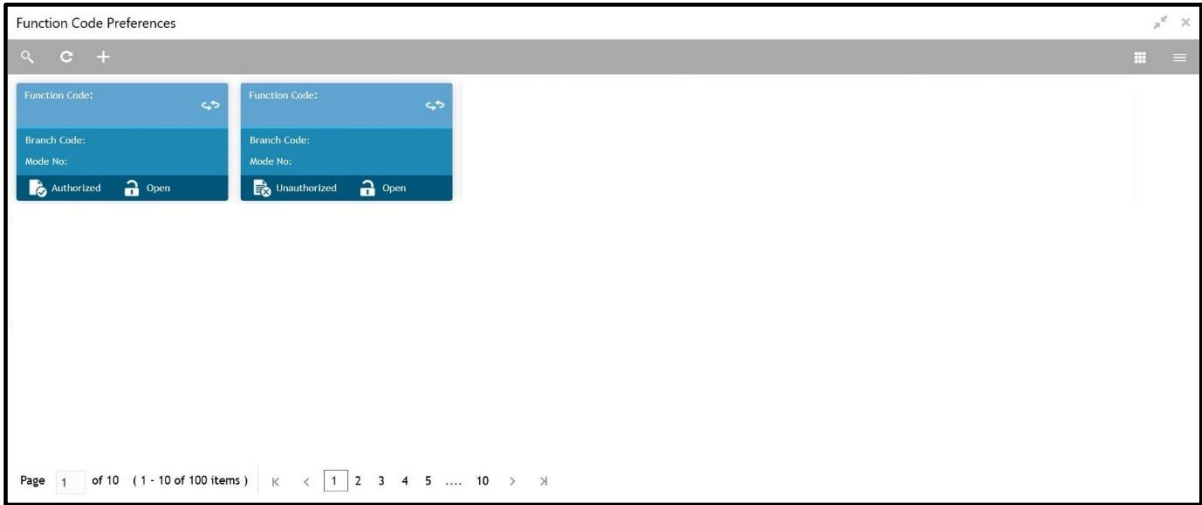 Function Code Preferences
Function Code:
Branch Code:
Mode No:
Authorized Open
Function Code:
Branch Code:
Mode No:
Unauthorized Open
Page 1 of 10 ( 1 - 10 of 100 items ) 1 2 3 4 5 .... 10